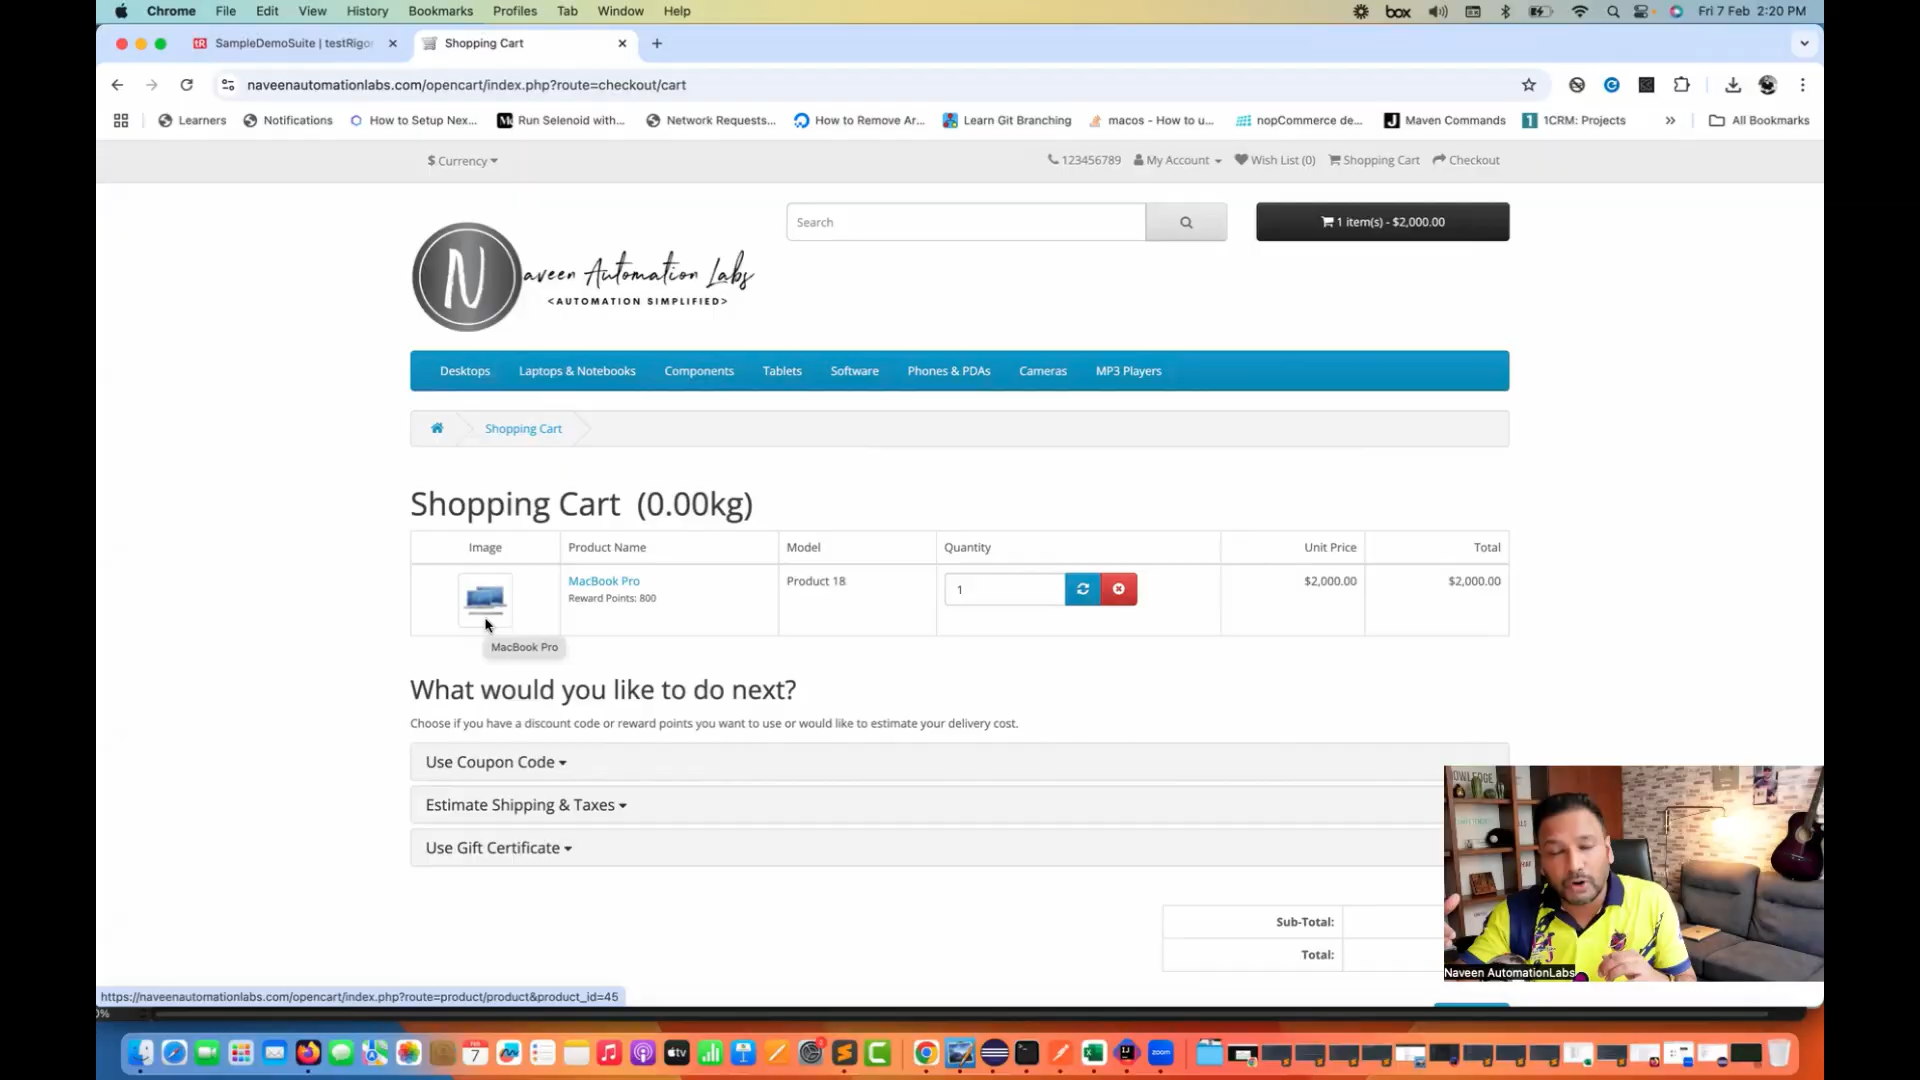 Chrome File Edit View History Bookmarks Profiles Tab Window Help box Fri 7 Feb 2:20 PM
SampleDemoSuite | testRigor Shopping Cart
naveenautomationlabs.com/opencart/index.php?route=checkout/cart
Learners Notifications How to Setup Nex... Run Selenoid with... Network Requests... How to Remove Ar... Learn Git Branching macos - How to u... nopCommerce de... Maven Commands 1CRM: Projects » All Bookmarks
$ Currency 123456789 My Account Wish List (0) Shopping Cart Checkout
Search 1 item(s) - $2,000.00
Naveen Automation Labs
<AUTOMATION SIMPLIFIED>
Desktops Laptops & Notebooks Components Tablets Software Phones & PDAs Cameras MP3 Players
Shopping Cart
Shopping Cart (0.00kg)
Image Product Name Model Quantity Unit Price Total
MacBook Pro Product 18 1 $2,000.00 $2,000.00
Reward Points: 800
MacBook Pro
What would you like to do next?
Choose if you have a discount code or reward points you want to use or would like to estimate your delivery cost.
Use Coupon Code
Estimate Shipping & Taxes
Use Gift Certificate
Sub-Total:
Total:
Naveen AutomationLabs
https://naveenautomationlabs.com/opencart/index.php?route=product/product&product_id=45
0%
7
tv
zoom